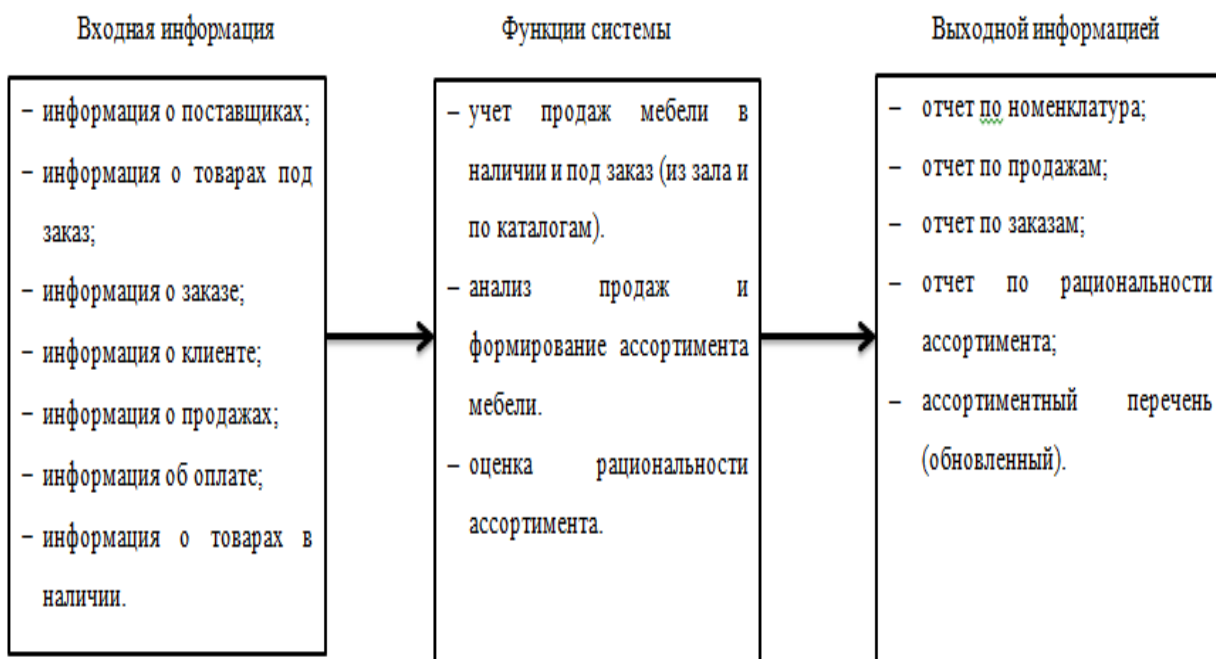 Входная информация
– информация о поставщиках;
– информация о товарах под
заказ;
– информация о заказе;
– информация о клиенте;
– информация о продажах;
– информация об оплате;
– информация о товарах в
наличии.
Функции системы
– учет продаж мебели в
наличии и под заказ (из зала и
по каталогам).
– анализ продаж и
формирование ассортимента
мебели.
– оценка рациональности
ассортимента.
Выходной информацией
– отчет по номенклатура;
– отчет по продажам;
– отчет по заказам;
– отчет по рациональности
ассортимента;
– ассортиментный перечень
(обновленный).